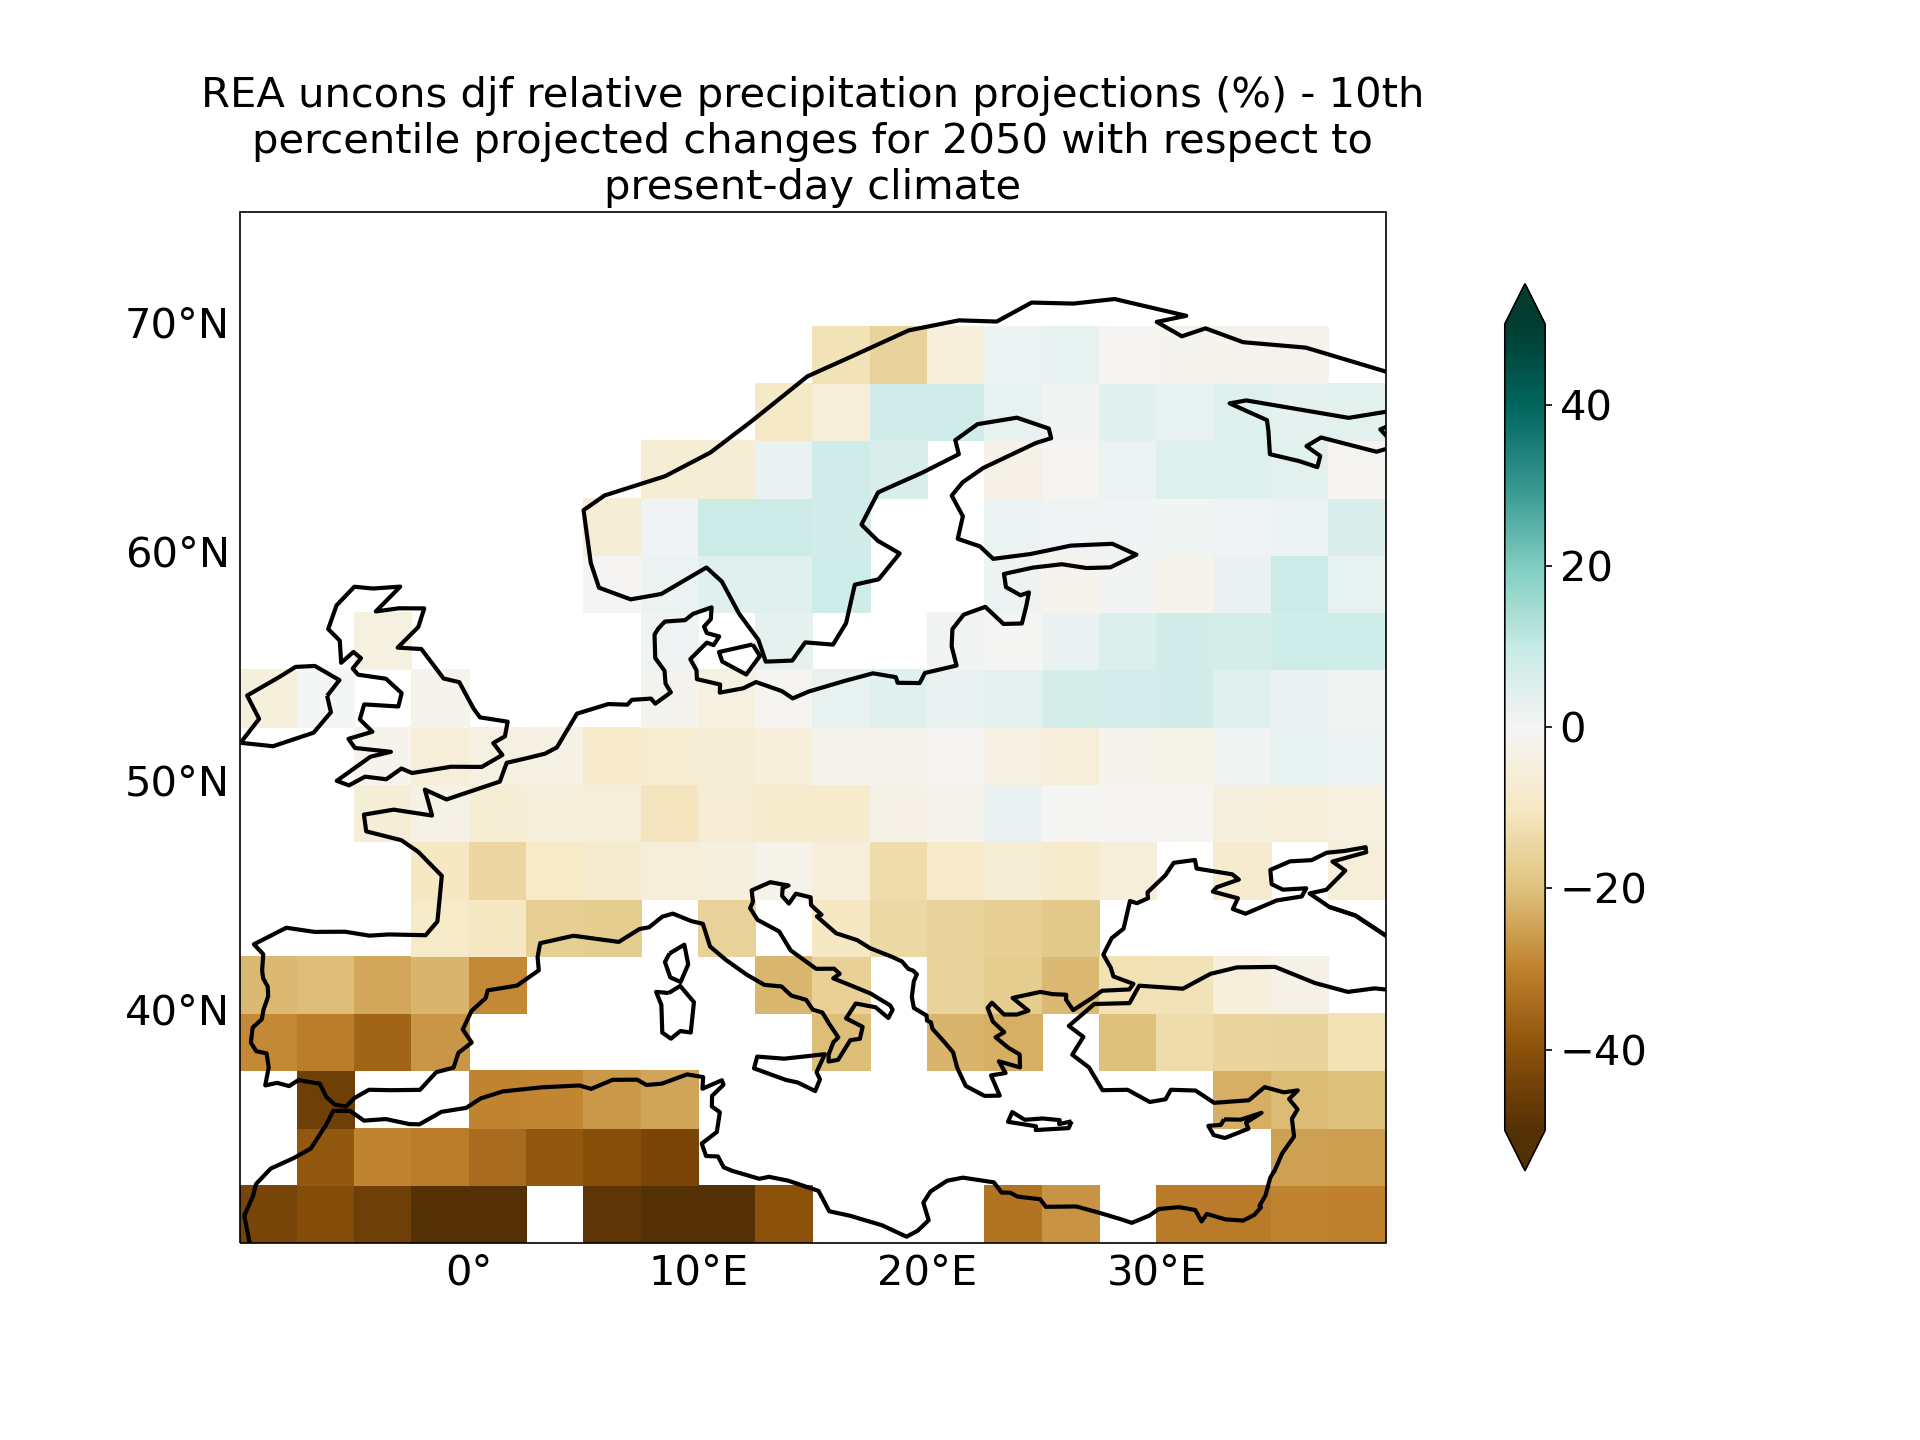 REA uncons djf relative precipitation projections (%) - 10th
percentile projected changes for 2050 with respect to
present-day climate
70°N
60°N
50°N
40°N
0°
10°E
20°E
30°E
40
20
0
−20
−40